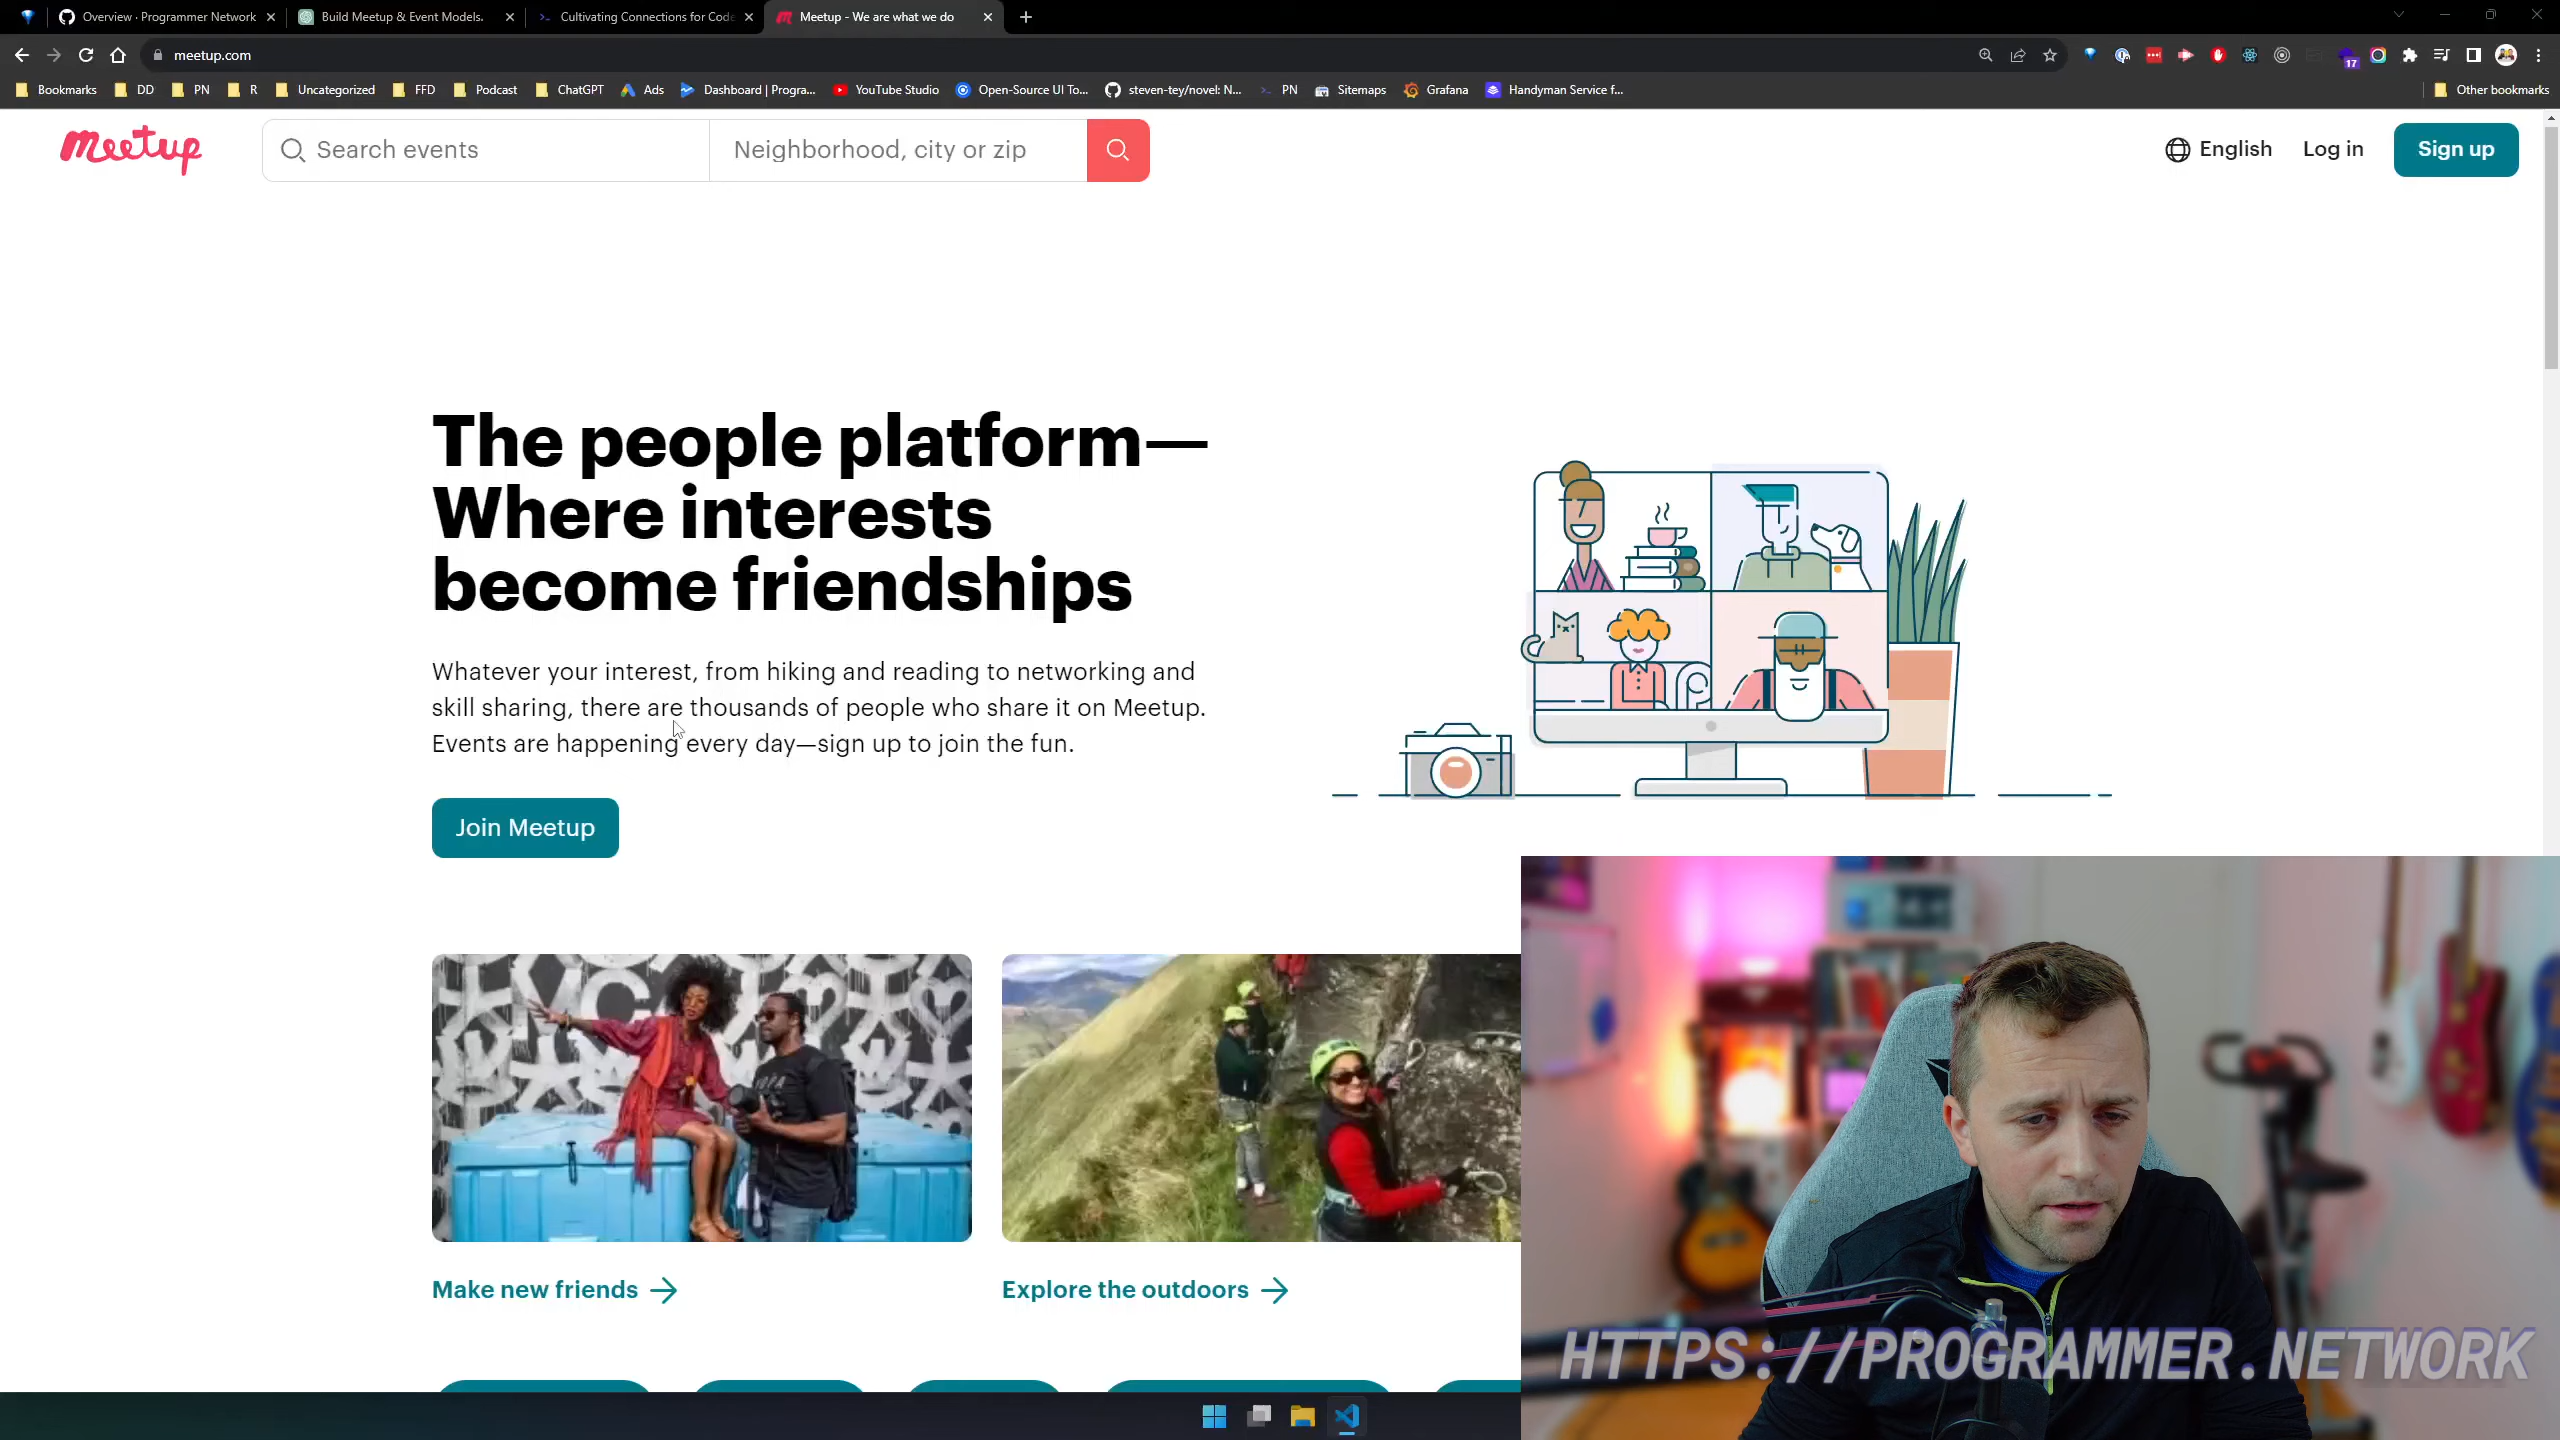 Overview · Programmer Network
Build Meetup & Event Models.
Cultivating Connections for Code
Meetup - We are what we do
meetup.com
17
Bookmarks
DD
PN
R
Uncategorized
FFD
Podcast
ChatGPT
Ads
Dashboard | Progra...
YouTube Studio
Open-Source UI To...
steven-tey/novel: N...
PN
Sitemaps
Grafana
Handyman Service f...
Other bookmarks
meetup
Search events
Neighborhood, city or zip
English
Log in
Sign up
The people platform—
Where interests
become friendships
Whatever your interest, from hiking and reading to networking and
skill sharing, there are thousands of people who share it on Meetup.
Events are happening every day—sign up to join the fun.
Join Meetup
Make new friends
Explore the outdoors
HTTPS://PROGRAMMER.NETWORK